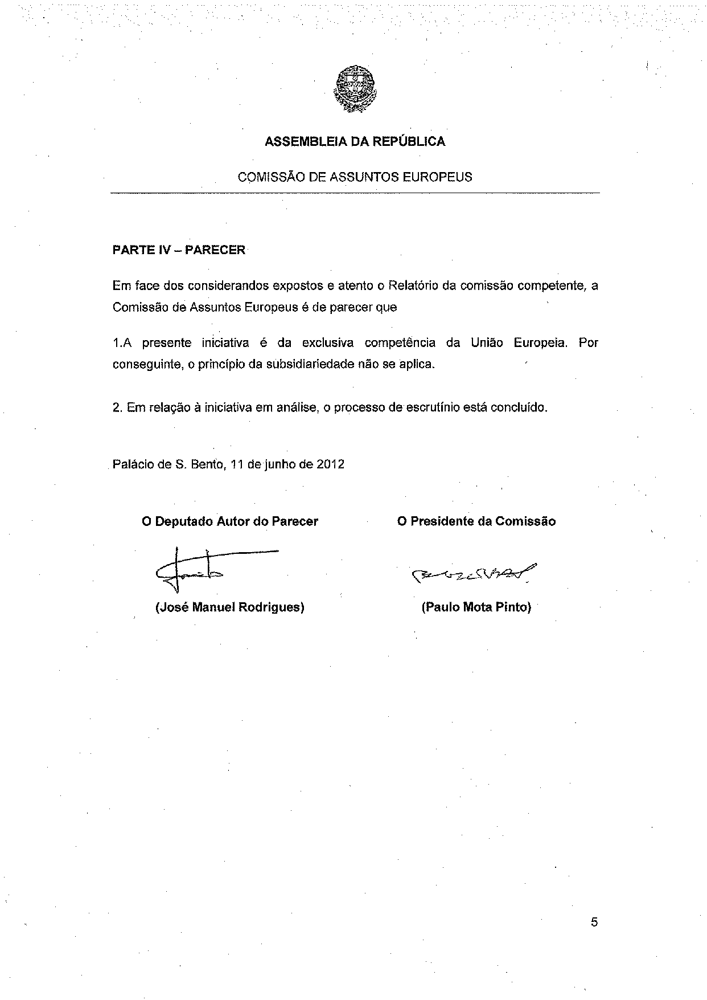 ASSEMBLEIA DA REPÚBLICA
COMISSÃO DE ASSUNTOS EUROPEUS
PARTE IV – PARECER
Em face dos considerandos expostos e atento o Relatório da comissão competente, a
Comissão de Assuntos Europeus é de parecer que
1.A presente iniciativa é da exclusiva competência da União Europeia. Por
conseguinte, o princípio da subsidiariedade não se aplica.
2. Em relação à iniciativa em análise, o processo de escrutínio está concluído.
Palácio de S. Bento, 11 de junho de 2012
O Deputado Autor do Parecer O Presidente da Comissão
(José Manuel Rodrigues) (Paulo Mota Pinto)
5